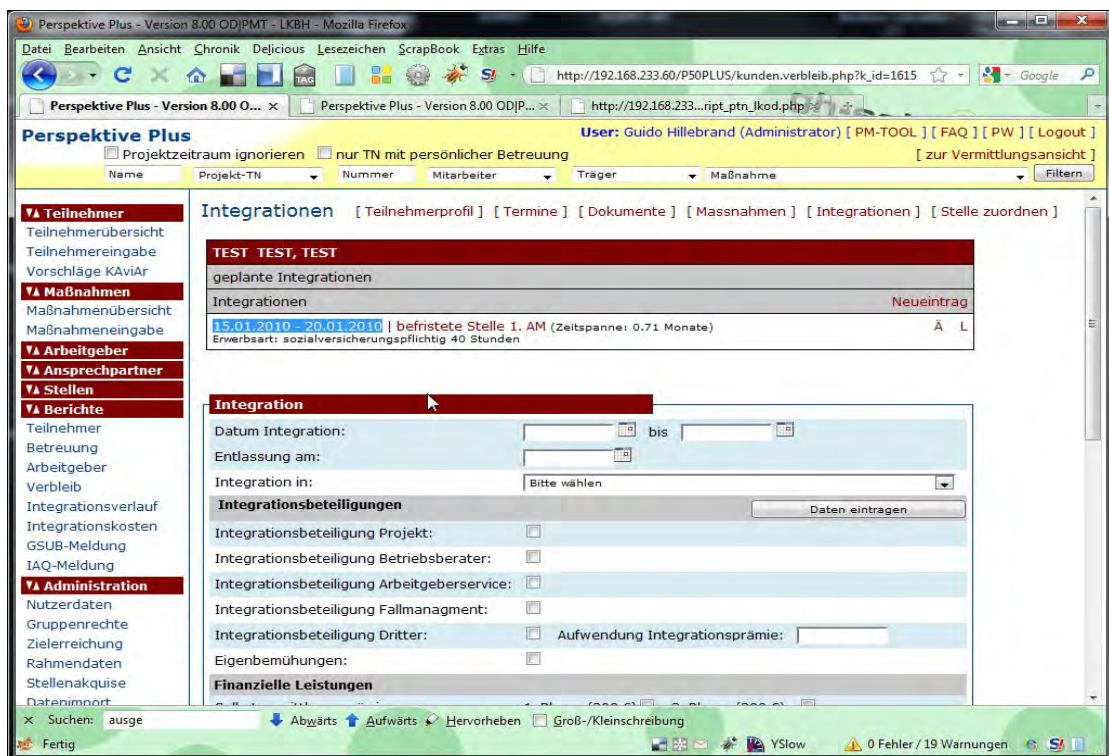 Perspektive Plus - Version 8.00 OD|PMT - LKBH - Mozilla Firefox
Datei Bearbeiten Ansicht Chronik Delicious Lesezeichen ScrapBook Extras Hilfe
TAG http://192.168.233.60/P50PLUS/kunden.verbleib.php?k_id=1615 Google
Perspektive Plus - Version 8.00 O... Perspektive Plus - Version 8.00 OD|P... http://192.168.233...ript_ptn_lkod.php
Perspektive Plus User: Guido Hillebrand (Administrator) [ PM-TOOL ] [ FAQ ] [ PW ] [ Logout ]
Projektzeitraum ignorieren nur TN mit persönlicher Betreuung [ zur Vermittlungsansicht ]
Name Projekt-TN Nummer Mitarbeiter Träger Maßnahme Filtern
Teilnehmer
Teilnehmerübersicht
Teilnehmereingabe
Vorschläge KAviAr
Maßnahmen
Maßnahmenübersicht
Maßnahmeneingabe
Arbeitgeber
Ansprechpartner
Stellen
Berichte
Teilnehmer
Betreuung
Arbeitgeber
Verbleib
Integrationsverlauf
Integrationskosten
GSUB-Meldung
IAQ-Meldung
Administration
Nutzerdaten
Gruppenrechte
Zielerreichung
Rahmendaten
Stellenakquise
Datenimport
Integrationen [ Teilnehmerprofil ] [ Termine ] [ Dokumente ] [ Massnahmen ] [ Integrationen ] [ Stelle zuordnen ]
TEST TEST, TEST
geplante Integrationen
Integrationen Neueintrag
15.01.2010 - 20.01.2010 | befristete Stelle 1. AM (Zeitspanne: 0.71 Monate) Ä L
Erwerbsart: sozialversicherungspflichtig 40 Stunden
Integration
Datum Integration: bis
Entlassung am:
Integration in: Bitte wählen
Integrationsbeteiligungen Daten eintragen
Integrationsbeteiligung Projekt:
Integrationsbeteiligung Betriebsberater:
Integrationsbeteiligung Arbeitgeberservice:
Integrationsbeteiligung Fallmanagment:
Integrationsbeteiligung Dritter: Aufwendung Integrationsprämie:
Eigenbemühungen:
Finanzielle Leistungen
Suchen: ausge Abwärts Aufwärts Hervorheben Groß-/Kleinschreibung
Fertig YSlow 0 Fehler / 19 Warnungen